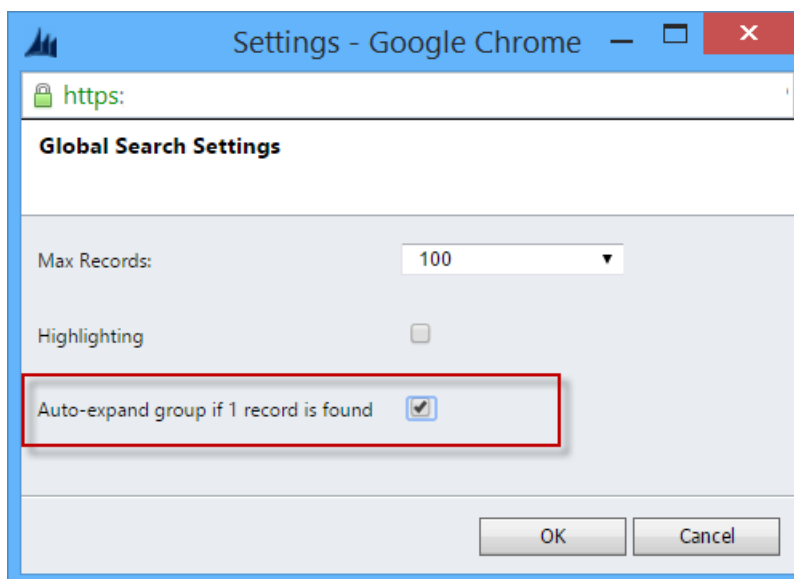 Settings - Google Chrome
https:
Global Search Settings
Max Records: 100
Highlighting
Auto-expand group if 1 record is found
OK Cancel